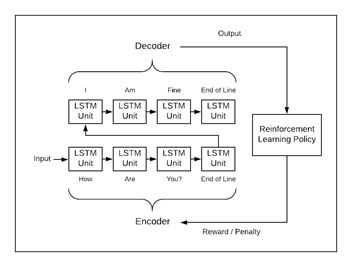 Output
Decoder
I Am Fine End of Line
LSTM Unit LSTM Unit LSTM Unit LSTM Unit
Reinforcement
Learning Policy
Input
LSTM Unit LSTM Unit LSTM Unit LSTM Unit
How Are You? End of Line
Encoder
Reward / Penalty